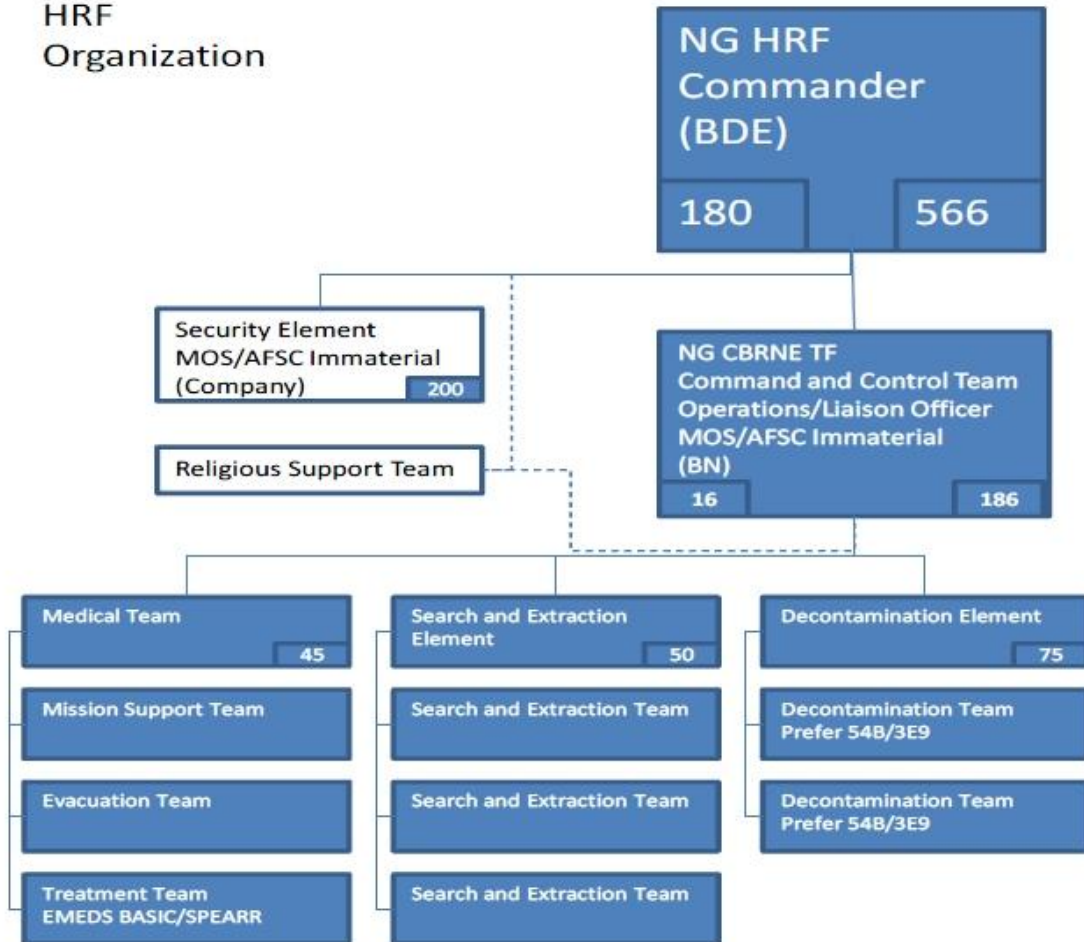 HRF
Organization
NG HRF
Commander
(BDE)
180
566
Security Element
MOS/AFSC Immaterial
(Company)
200
NG CBRNE TF
Command and Control Team
Operations/Liaison Officer
MOS/AFSC Immaterial
(BN)
16
186
Religious Support Team
Medical Team
45
Search and Extraction
Element
50
Decontamination Element
75
Mission Support Team
Search and Extraction Team
Decontamination Team
Prefer 54B/3E9
Evacuation Team
Search and Extraction Team
Decontamination Team
Prefer 54B/3E9
Treatment Team
EMEDS BASIC/SPEARR
Search and Extraction Team